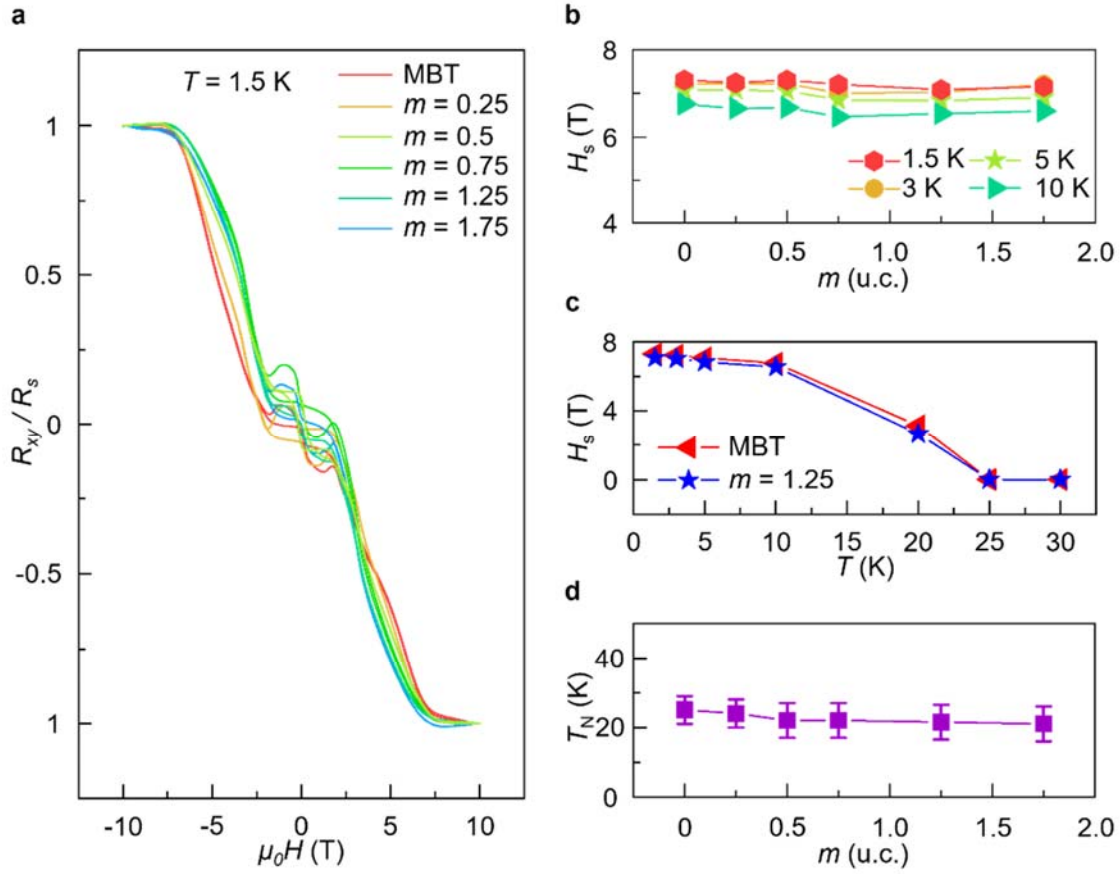 a
T = 1.5 K
MBT
m = 0.25
m = 0.5
m = 0.75
m = 1.25
m = 1.75
1
0.5
0
-0.5
1
R_xy / R_s
-10 -5 0 5 10
μ₀H (T)
b
8
6
4
H_s (T)
1.5 K 5 K
3 K 10 K
0 0.5 1.0 1.5 2.0
m (u.c.)
c
8
4
0
H_s (T)
MBT
m = 1.25
0 5 10 15 20 25 30
T (K)
d
40
20
0
T_N (K)
0 0.5 1.0 1.5 2.0
m (u.c.)